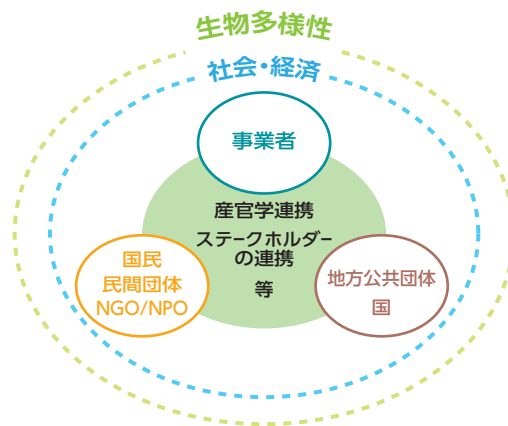 生物多様性
社会・経済
事業者
産官学連携
ステークホルダー
の連携
等
国民
民間団体
NGO/NPO
地方公共団体
国